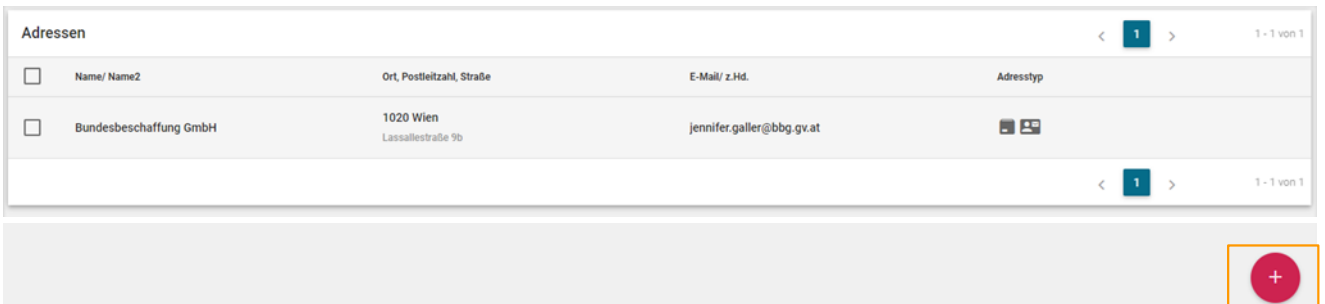 Adressen
< 1 > 1 - 1 von 1
Name/ Name2 Ort, Postleitzahl, Straße E-Mail/ z.Hd. Adresstyp
Bundesbeschaffung GmbH 1020 Wien jennifer.galler@bbg.gv.at
Lassallestraße 9b
< 1 > 1 - 1 von 1
+